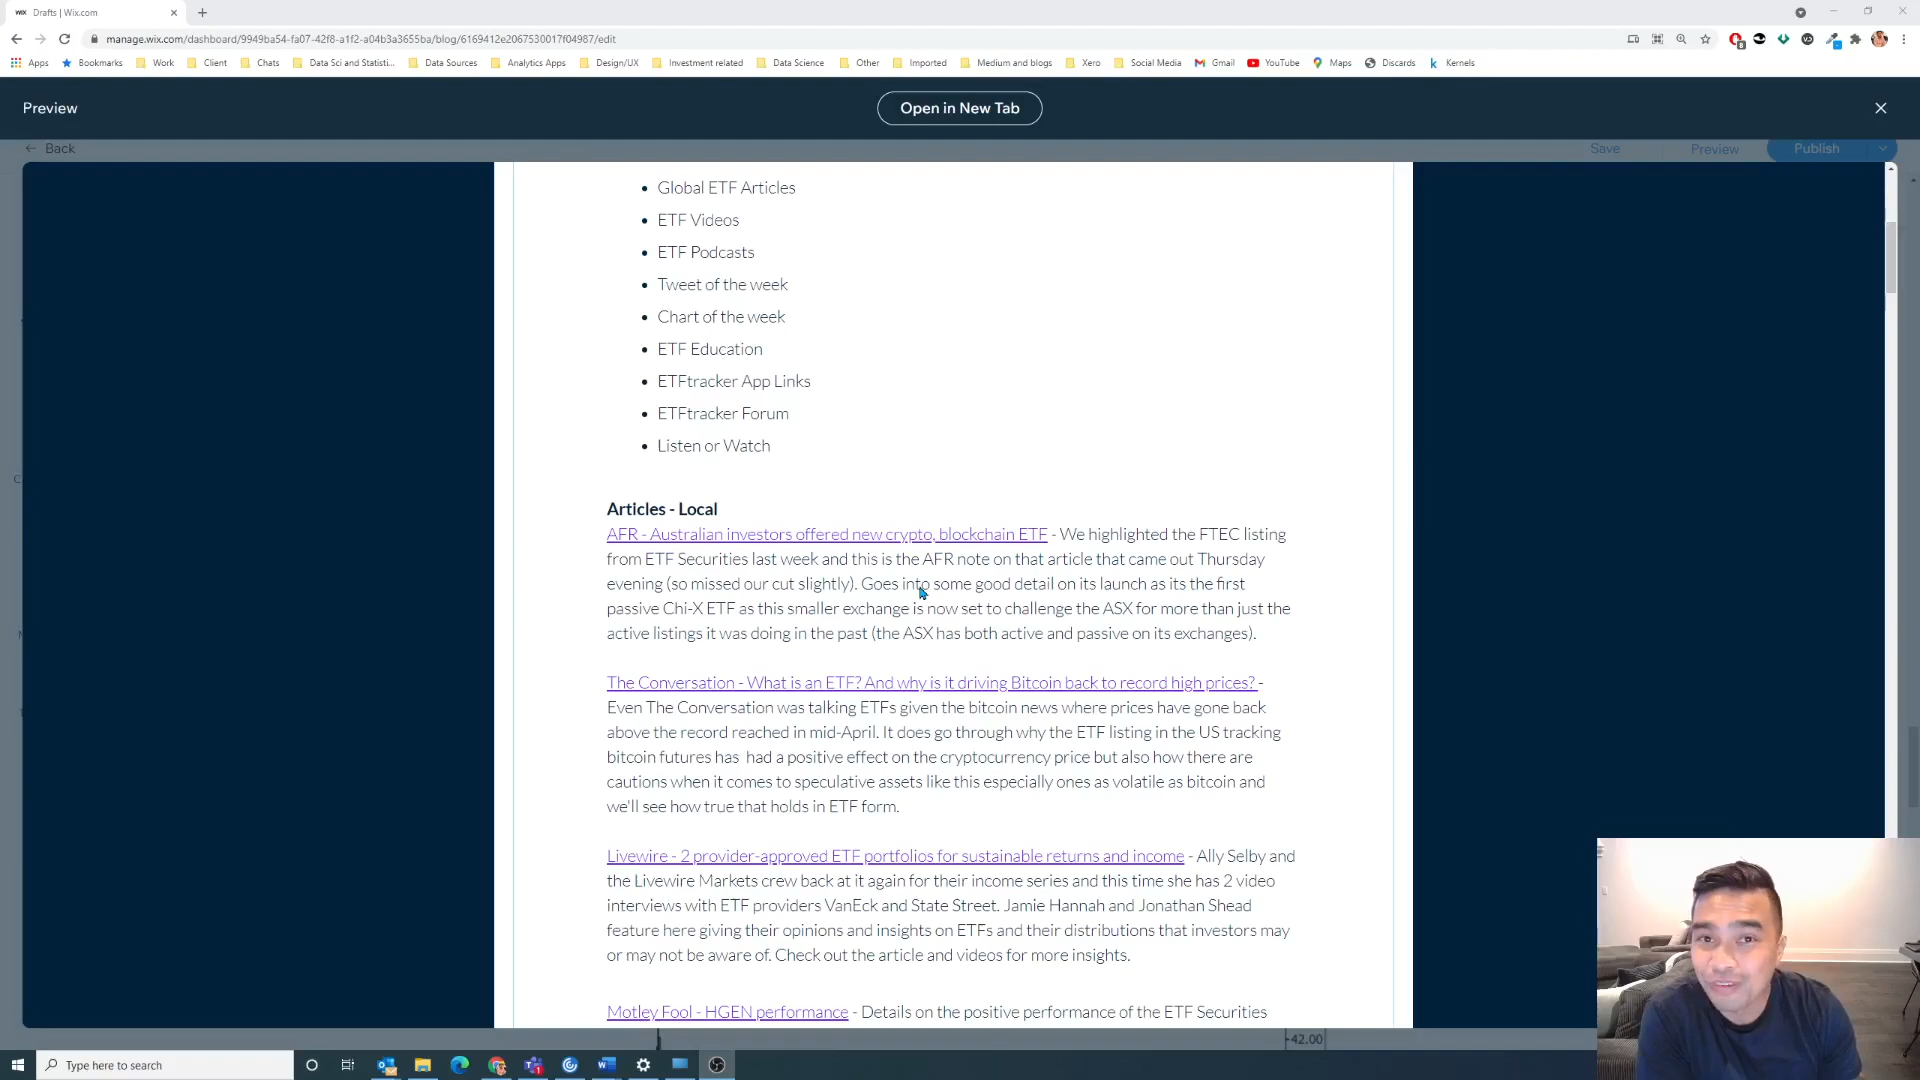 Drafts | Wix.com
manage.wix.com/dashboard/9949ba54-fa07-42f8-a1f2-a04b3a3655ba/blog/6169412e2067530017f04987/edit
Apps Bookmarks Work Client Chats Data Sci and Statisti... Data Sources Analytics Apps Design/UX Investment related Data Science Other Imported Medium and blogs Xero Social Media Gmail YouTube Maps Discards Kernels
Preview Open in New Tab
Back Save Preview Publish
Global ETF Articles
ETF Videos
ETF Podcasts
Tweet of the week
Chart of the week
ETF Education
ETFtracker App Links
ETFtracker Forum
Listen or Watch
Articles - Local
AFR - Australian investors offered new crypto, blockchain ETF - We highlighted the FTEC listing
from ETF Securities last week and this is the AFR note on that article that came out Thursday
evening (so missed our cut slightly). Goes into some good detail on its launch as its the first
passive Chi-X ETF as this smaller exchange is now set to challenge the ASX for more than just the
active listings it was doing in the past (the ASX has both active and passive on its exchanges).
The Conversation - What is an ETF? And why is it driving Bitcoin back to record high prices? -
Even The Conversation was talking ETFs given the bitcoin news where prices have gone back
above the record reached in mid-April. It does go through why the ETF listing in the US tracking
bitcoin futures has had a positive effect on the cryptocurrency price but also how there are
cautions when it comes to speculative assets like this especially ones as volatile as bitcoin and
we'll see how true that holds in ETF form.
Livewire - 2 provider-approved ETF portfolios for sustainable returns and income - Ally Selby and
the Livewire Markets crew back at it again for their income series and this time she has 2 video
interviews with ETF providers VanEck and State Street. Jamie Hannah and Jonathan Shead
feature here giving their opinions and insights on ETFs and their distributions that investors may
or may not be aware of. Check out the article and videos for more insights.
Motley Fool - HGEN performance - Details on the positive performance of the ETF Securities
-42.00
Type here to search